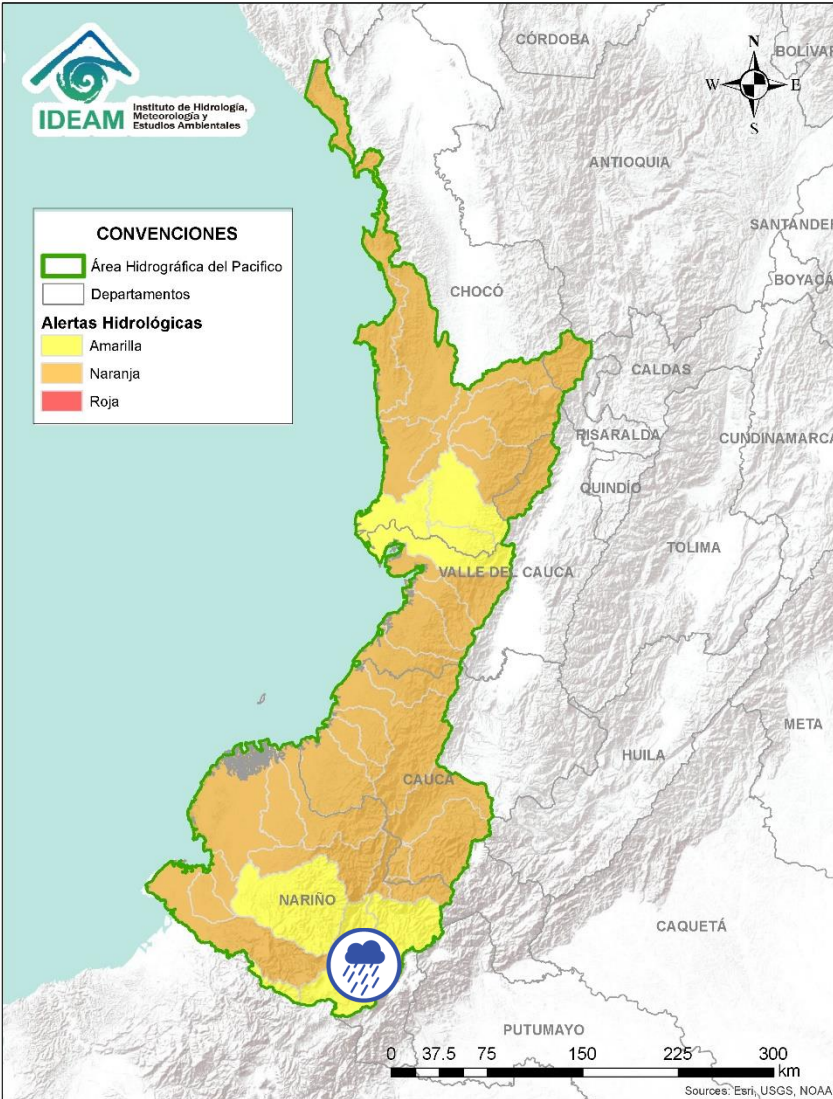 IDEAM
Instituto de Hidrología,
Meteorología y
Estudios Ambientales
N
W
E
S
CÓRDOBA
BOLÍVAR
ANTIOQUIA
SANTANDER
BOYACÁ
CONVENCIONES
Área Hidrográfica del Pacifico
Departamentos
Alertas Hidrológicas
Amarilla
Naranja
Roja
CHOCÓ
CALDAS
RISARALDA
CUNDINAMARCA
QUINDÍO
TOLIMA
VALLE DEL CAUCA
META
HUILA
CAUCA
NARIÑO
CAQUETÁ
PUTUMAYO
0 37.5 75 150 225 300
km
Sources: Esri, USGS, NOAA